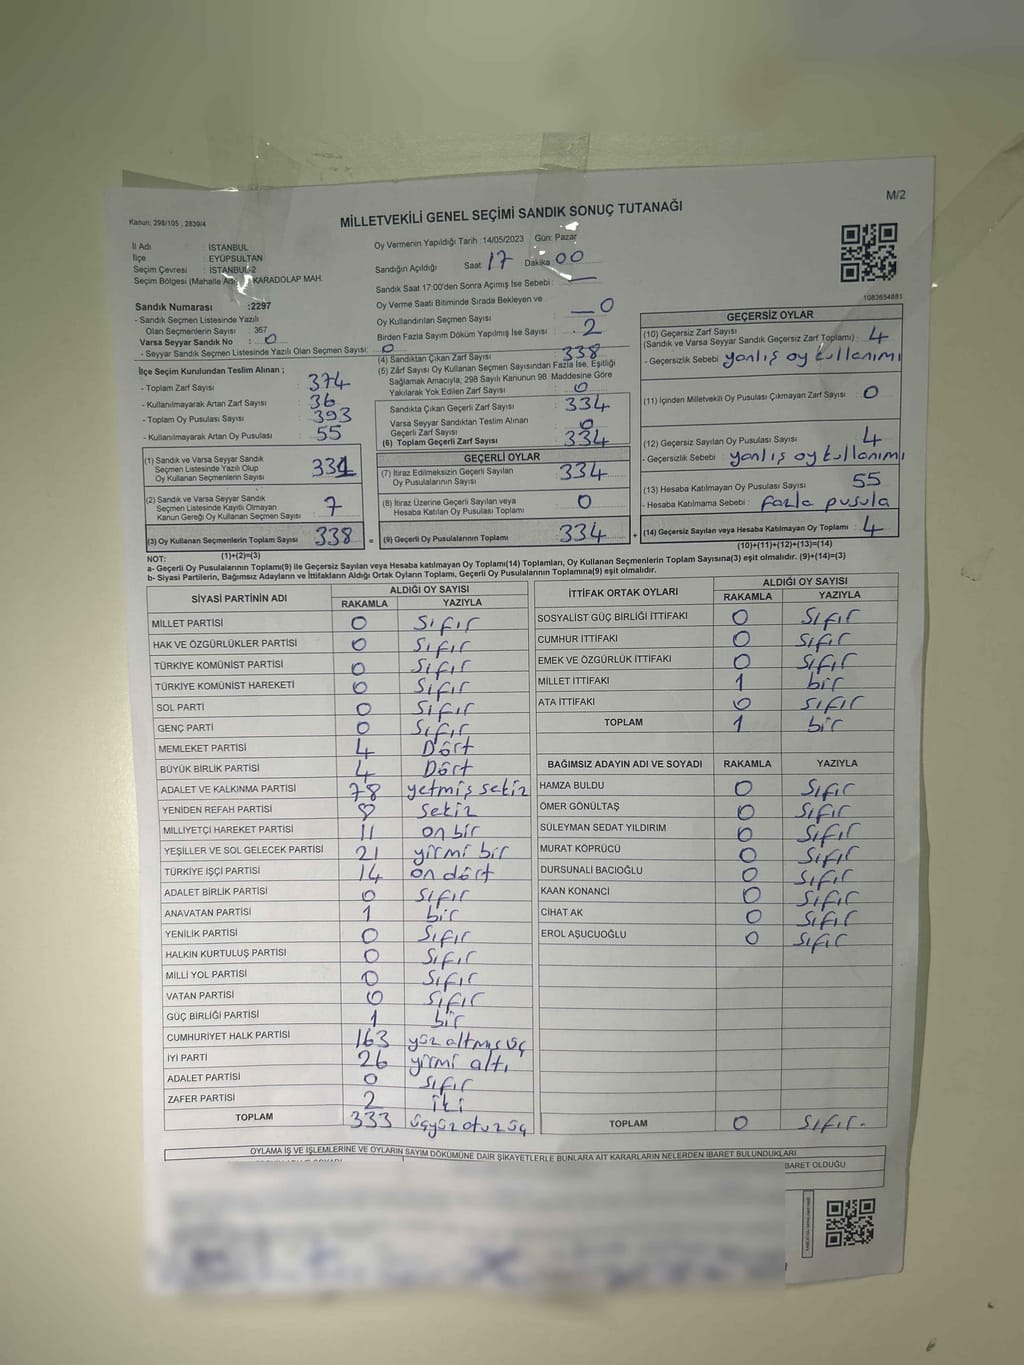 Kanun: 298/105 ; 2839/4
MİLLETVEKİLİ GENEL SEÇİMİ SANDIK SONUÇ TUTANAĞI
M/2
İl Adı : İSTANBUL
İlçe : EYÜPSULTAN
Seçim Çevresi : İSTANBUL-2
Seçim Bölgesi (Mahalle Adı) : KARADOLAP MAH.
Sandık Numarası :2297
- Sandık Seçmen Listesinde Yazılı
Olan Seçmenlerin Sayısı : 367
Varsa Seyyar Sandık No : 0
- Seyyar Sandık Seçmen Listesinde Yazılı Olan Seçmen Sayısı: 0
İlçe Seçim Kurulundan Teslim Alınan ;
- Toplam Zarf Sayısı : 374
- Kullanılmayarak Artan Zarf Sayısı : 36
- Toplam Oy Pusulası Sayısı : 393
- Kullanılmayarak Artan Oy Pusulası : 55
(1) Sandık ve Varsa Seyyar Sandık
Seçmen Listesinde Yazılı Olup
Oy Kullanan Seçmenlerin Sayısı : 331
(2) Sandık ve Varsa Seyyar Sandık
Seçmen Listesinde Kayıtlı Olmayan
Kanun Gereği Oy Kullanan Seçmen Sayısı : 7
(3) Oy Kullanan Seçmenlerin Toplam Sayısı : 338
(1)+(2)=(3)
Oy Vermenin Yapıldığı Tarih :14/05/2023 Gün: Pazar
Sandığın Açıldığı Saat : 17 Dakika : 00
Sandık Saat 17:00'den Sonra Açımış İse Sebebi :
Oy Verme Saati Bitiminde Sırada Bekleyen ve
Oy Kullandırılan Seçmen Sayısı : 0
Birden Fazla Sayım Döküm Yapılmış İse Sayısı : 2
(4) Sandıktan Çıkan Zarf Sayısı : 338
(5) Zarf Sayısı Oy Kullanan Seçmen Sayısından Fazla İse, Eşitliği
Sağlamak Amacıyla, 298 Sayılı Kanunun 98. Maddesine Göre
Yakılarak Yok Edilen Zarf Sayısı : 0
Sandıkta Çıkan Geçerli Zarf Sayısı : 334
Varsa Seyyar Sandıktan Teslim Alınan
Geçerli Zarf Sayısı : 0
(6) Toplam Geçerli Zarf Sayısı : 334
GEÇERLİ OYLAR
(7) İtiraz Edilmeksizin Geçerli Sayılan
Oy Pusulalarının Sayısı : 334
(8) İtiraz Üzerine Geçerli Sayılan veya
Hesaba Katılan Oy Pusulası Toplamı : 0
= (9) Geçerli Oy Pusulalarının Toplamı : 334 +
1083654881
GEÇERSİZ OYLAR
(10) Geçersiz Zarf Sayısı
(Sandık ve Varsa Seyyar Sandık Geçersiz Zarf Toplamı) : 4
- Geçersizlik Sebebi : yanlış oy kullanımı
(11) İçinden Milletvekili Oy Pusulası Çıkmayan Zarf Sayısı : 0
(12) Geçersiz Sayılan Oy Pusulası Sayısı : 4
- Geçersizlik Sebebi : yanlış oy kullanımı
(13) Hesaba Katılmayan Oy Pusulası Sayısı : 55
- Hesaba Katılmama Sebebi : fazla pusula
(14) Geçersiz Sayılan veya Hesaba Katılmayan Oy Toplamı : 4
(10)+(11)+(12)+(13)=(14)
NOT:
a- Geçerli Oy Pusulalarının Toplamı(9) ile Geçersiz Sayılan veya Hesaba katılmayan Oy Toplamı(14) Toplamları, Oy Kullanan Seçmenlerin Toplam Sayısına(3) eşit olmalıdır. (9)+(14)=(3)
b- Siyasi Partilerin, Bağımsız Adayların ve İttifakların Aldığı Ortak Oyların Toplamı, Geçerli Oy Pusulalarının Toplamına(9) eşit olmalıdır.
SİYASİ PARTİNİN ADI ALDIĞI OY SAYISI
RAKAMLA YAZIYLA
MİLLET PARTİSİ 0 Sıfır
HAK VE ÖZGÜRLÜKLER PARTİSİ 0 Sıfır
TÜRKİYE KOMÜNİST PARTİSİ 0 Sıfır
TÜRKİYE KOMÜNİST HAREKETİ 0 Sıfır
SOL PARTİ 0 Sıfır
GENÇ PARTİ 0 Sıfır
MEMLEKET PARTİSİ 4 Dört
BÜYÜK BİRLİK PARTİSİ 4 Dört
ADALET VE KALKINMA PARTİSİ 78 yetmiş sekiz
YENİDEN REFAH PARTİSİ 8 Sekiz
MİLLİYETÇİ HAREKET PARTİSİ 11 on bir
YEŞİLLER VE SOL GELECEK PARTİSİ 21 yirmi bir
TÜRKİYE İŞÇİ PARTİSİ 14 on dört
ADALET BİRLİK PARTİSİ 0 Sıfır
ANAVATAN PARTİSİ 1 bir
YENİLİK PARTİSİ 0 Sıfır
HALKIN KURTULUŞ PARTİSİ 0 Sıfır
MİLLİ YOL PARTİSİ 0 Sıfır
VATAN PARTİSİ 0 Sıfır
GÜÇ BİRLİĞİ PARTİSİ 1 bir
CUMHURİYET HALK PARTİSİ 163 yüz altmış üç
İYİ PARTİ 26 yirmi altı
ADALET PARTİSİ 0 Sıfır
ZAFER PARTİSİ 2 iki
TOPLAM 333 üçyüz otuz üç
İTTİFAK ORTAK OYLARI ALDIĞI OY SAYISI
RAKAMLA YAZIYLA
SOSYALİST GÜÇ BİRLİĞİ İTTİFAKI 0 Sıfır
CUMHUR İTTİFAKI 0 Sıfır
EMEK VE ÖZGÜRLÜK İTTİFAKI 0 Sıfır
MİLLET İTTİFAKI 1 bir
ATA İTTİFAKI 0 Sıfır
TOPLAM 1 bir
BAĞIMSIZ ADAYIN ADI VE SOYADI RAKAMLA YAZIYLA
HAMZA BULDU 0 Sıfır
ÖMER GÖNÜLTAŞ 0 Sıfır
SÜLEYMAN SEDAT YILDIRIM 0 Sıfır
MURAT KÖPRÜCÜ 0 Sıfır
DURSUNALİ BACIOĞLU 0 Sıfır
KAAN KONANCİ 0 Sıfır
CİHAT AK 0 Sıfır
EROL AŞUCUOĞLU 0 Sıfır
TOPLAM 0 Sıfır.
OYLAMA İŞ VE İŞLEMLERİNE VE OYLARIN SAYIM DÖKÜMÜNE DAİR ŞİKAYETLERLE BUNLARA AİT KARARLARIN NELERDEN İBARET BULUNDUKLARI
İBARET OLDUĞU